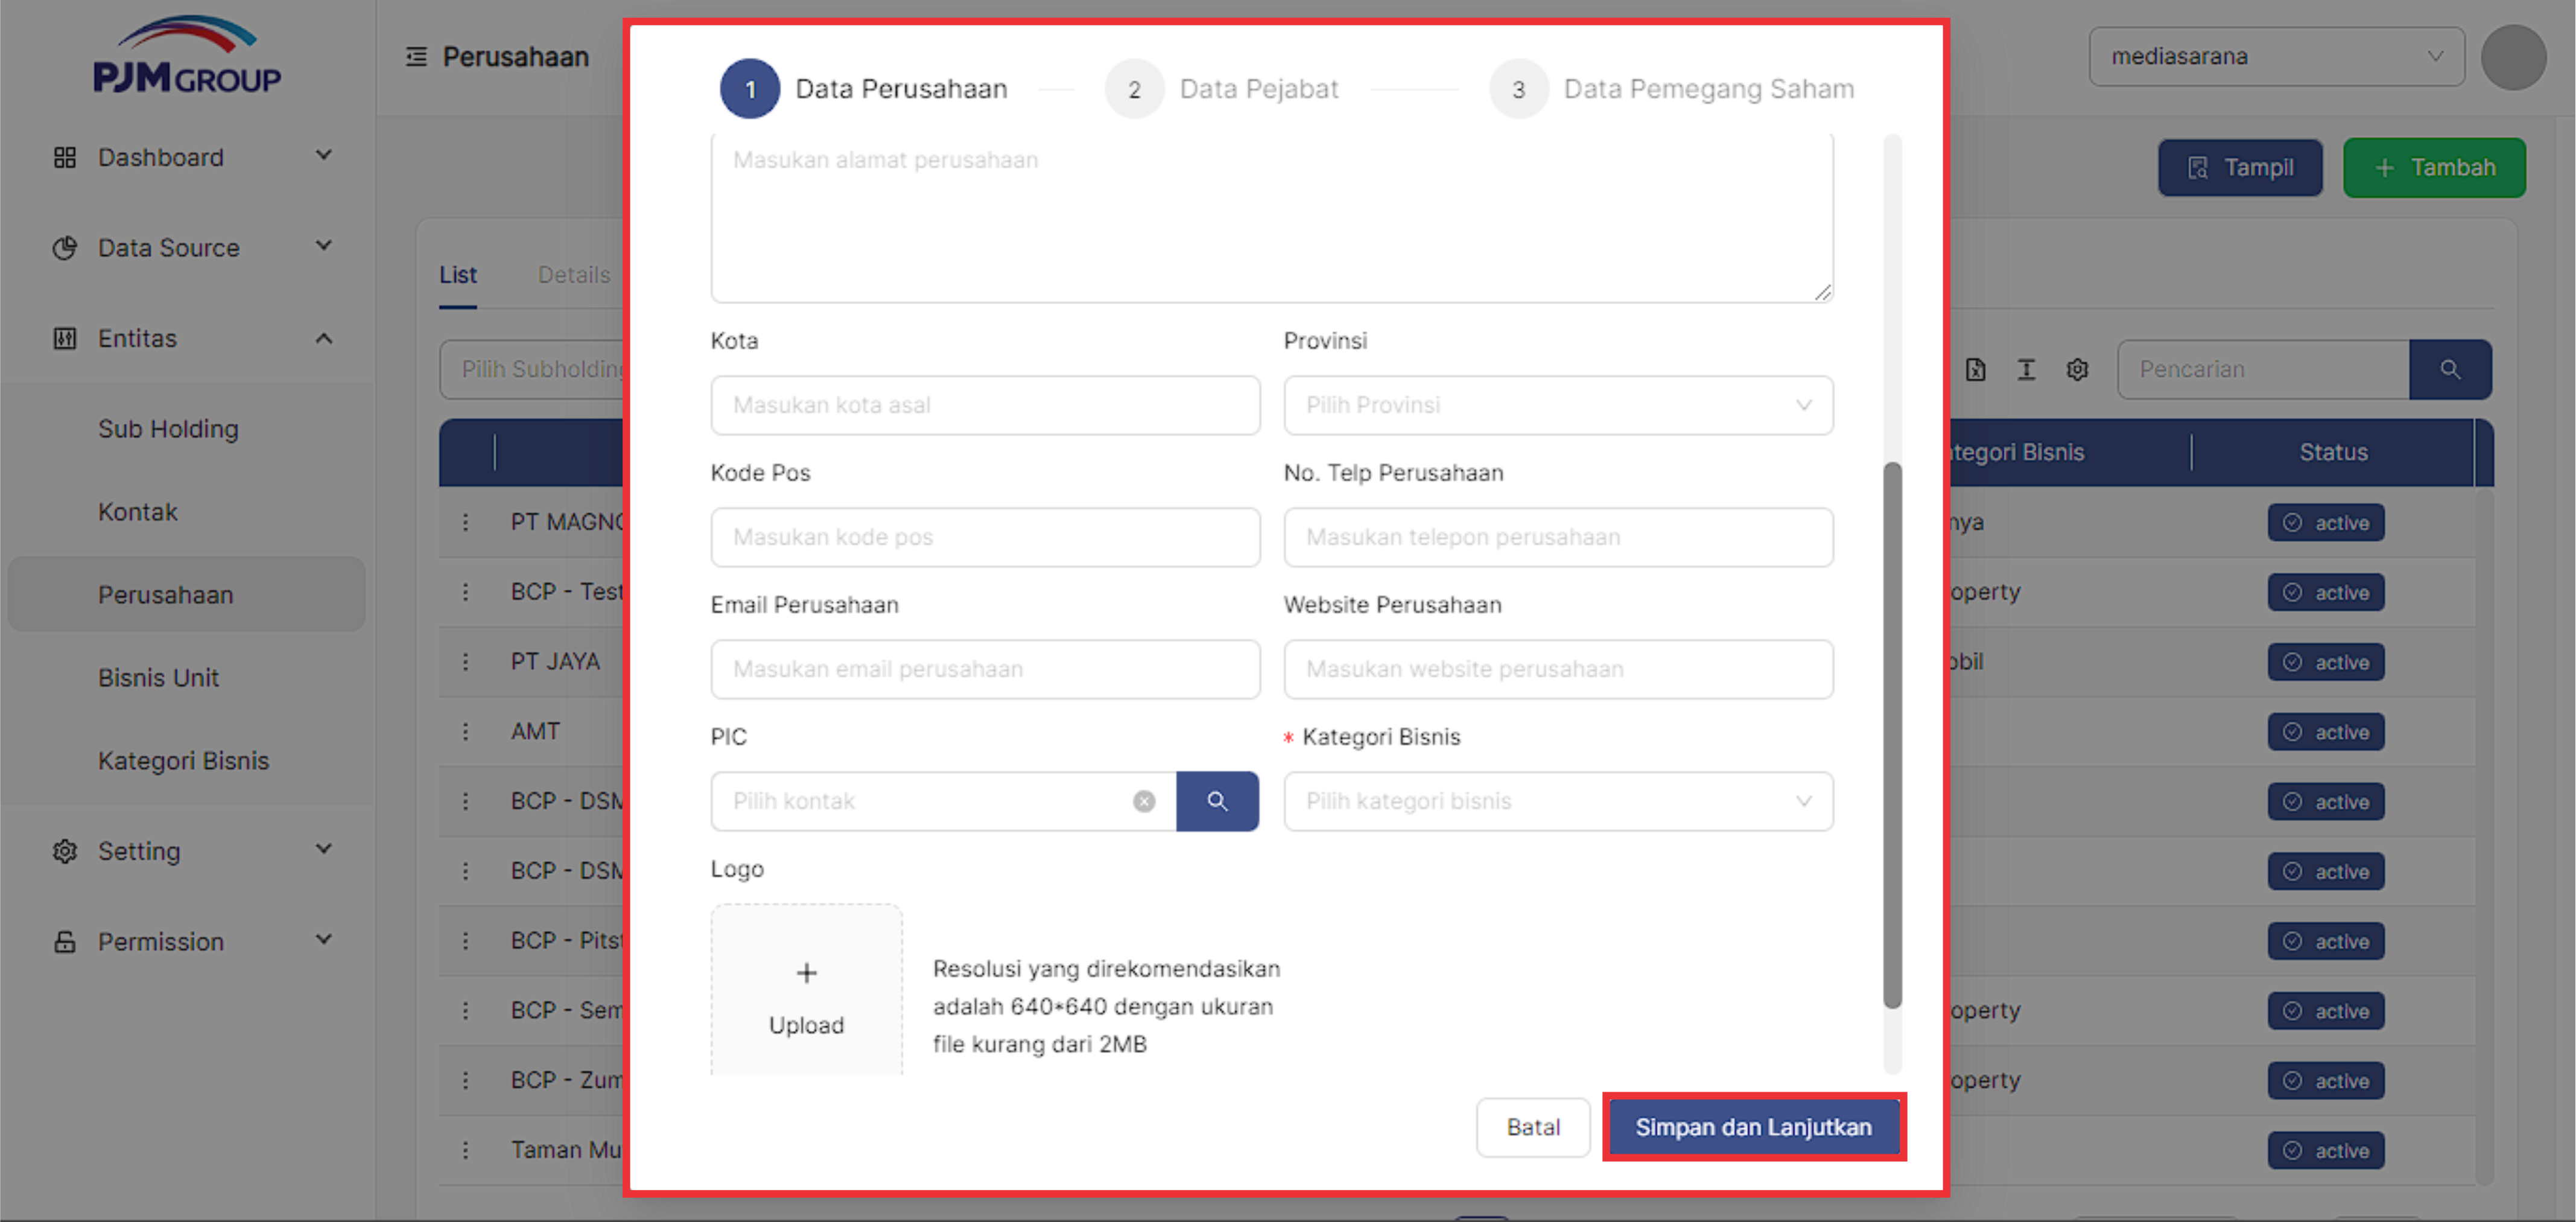 PJM GROUP
Perusahaan
mediasarana
Dashboard
Data Source
Entitas
Sub Holding
Kontak
Perusahaan
Bisnis Unit
Kategori Bisnis
Setting
Permission
Tampil
+ Tambah
List
Details
Pilih Subholding
Pencarian
tegori Bisnis
Status
PT MAGNO
nya
active
BCP - Test
operty
active
PT JAYA
obil
active
AMT
active
BCP - DSM
active
BCP - DSM
active
BCP - Pitst
active
BCP - Sem
operty
active
BCP - Zum
operty
active
Taman Mu
active
1 Data Perusahaan
2 Data Pejabat
3 Data Pemegang Saham
Masukan alamat perusahaan
Kota
Provinsi
Masukan kota asal
Pilih Provinsi
Kode Pos
No. Telp Perusahaan
Masukan kode pos
Masukan telepon perusahaan
Email Perusahaan
Website Perusahaan
Masukan email perusahaan
Masukan website perusahaan
PIC
* Kategori Bisnis
Pilih kontak
Pilih kategori bisnis
Logo
+
Upload
Resolusi yang direkomendasikan
adalah 640*640 dengan ukuran
file kurang dari 2MB
Batal
Simpan dan Lanjutkan